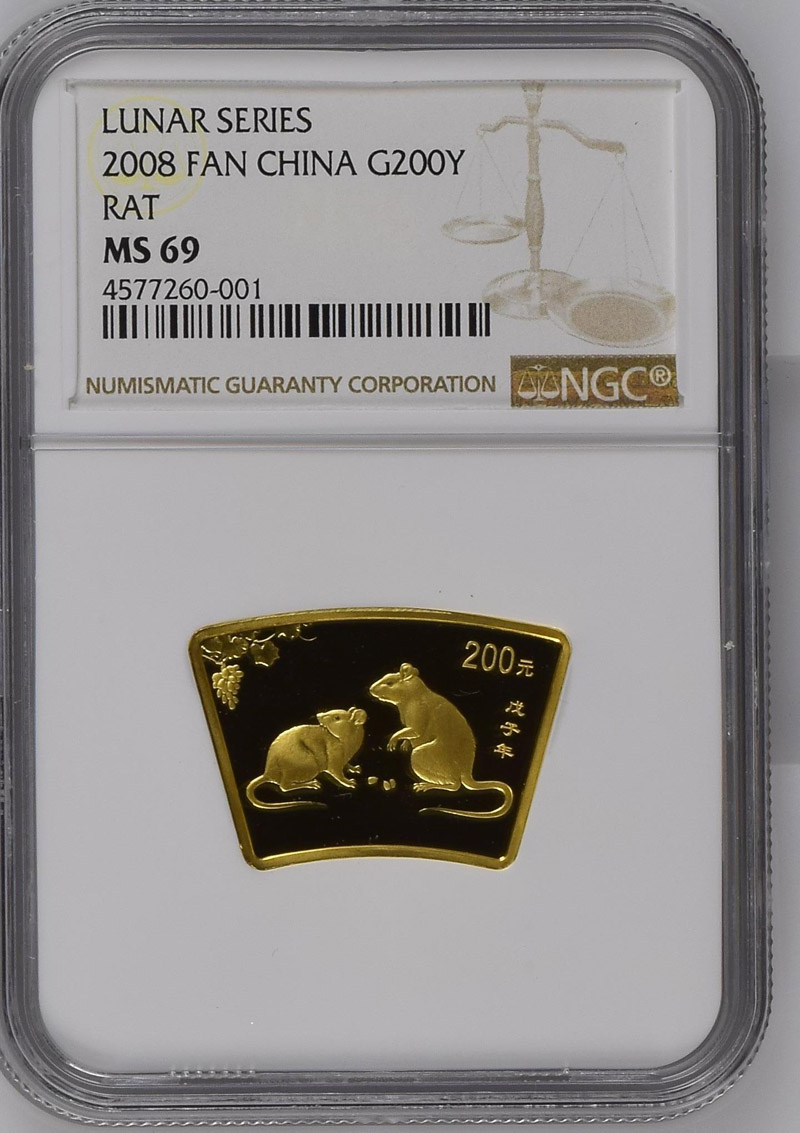 LUNAR SERIES
2008 FAN CHINA G200Y
RAT
MS 69
4577260-001
NUMISMATIC GUARANTY CORPORATION
NGC®
200元
戊子年